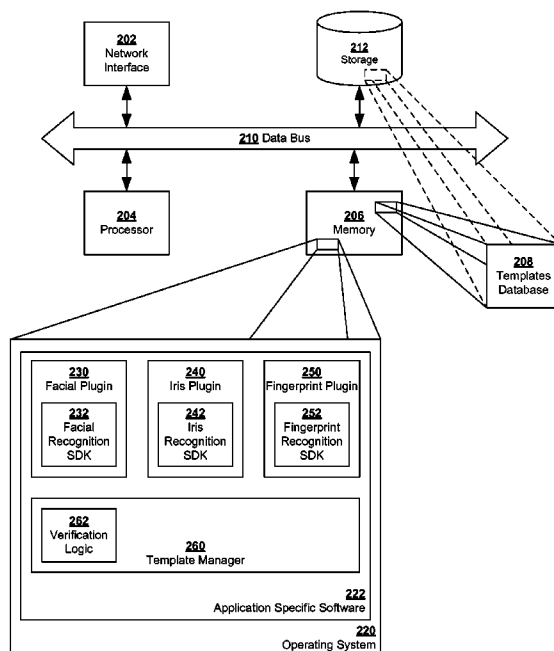 202
Network
Interface
212
Storage
210 Data Bus
204
Processor
206
Memory
208
Templates
Database
230
Facial Plugin
232
Facial
Recognition
SDK
240
Iris Plugin
242
Iris
Recognition
SDK
250
Fingerprint Plugin
252
Fingerprint
Recognition
SDK
262
Verification
Logic
260
Template Manager
222
Application Specific Software
220
Operating System